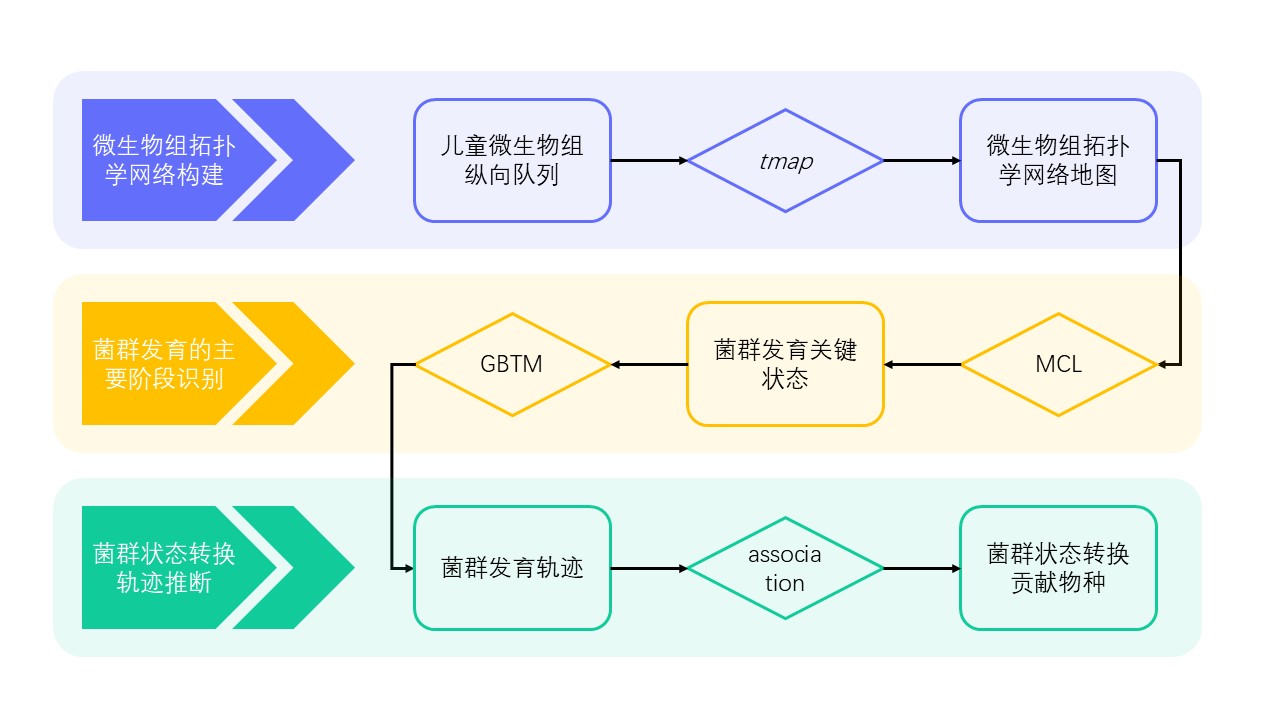 微生物组拓扑
学网络构建
儿童微生物组
纵向队列
tmap
微生物组拓扑
学网络地图
菌群发育的主
要阶段识别
GBTM
菌群发育关键
状态
MCL
菌群状态转换
轨迹推断
菌群发育轨迹
associa
tion
菌群状态转换
贡献物种